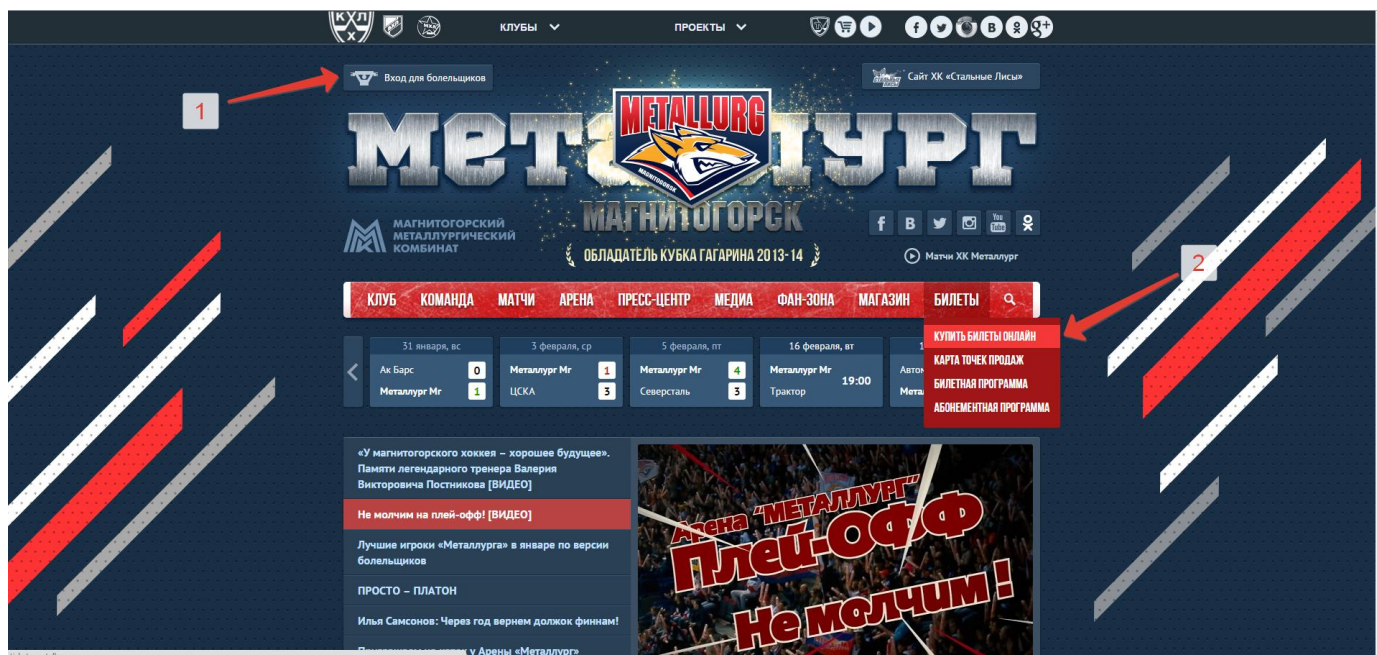 КХЛ
КЛУБЫ
ПРОЕКТЫ
Вход для болельщиков
Сайт ХК «Стальные Лисы»
1
METALLURG
MAGNITOGORSK
металлург
МАГНИТОГОРСК
МАГНИТОГОРСКИЙ
МЕТАЛЛУРГИЧЕСКИЙ
КОМБИНАТ
ОБЛАДАТЕЛЬ КУБКА ГАГАРИНА 2013-14
You Tube
Матчи ХК Металлург
2
КЛУБ КОМАНДА МАТЧИ АРЕНА ПРЕСС-ЦЕНТР МЕДИА ФАН-ЗОНА МАГАЗИН БИЛЕТЫ
КУПИТЬ БИЛЕТЫ ОНЛАЙН
КАРТА ТОЧЕК ПРОДАЖ
БИЛЕТНАЯ ПРОГРАММА
АБОНЕМЕНТНАЯ ПРОГРАММА
31 января, вс
Ак Барс 0
Металлург Мг 1
3 февраля, ср
Металлург Мг 1
ЦСКА 3
5 февраля, пт
Металлург Мг 4
Северсталь 3
16 февраля, вт
Металлург Мг
19:00
Трактор
«У магнитогорского хоккея – хорошее будущее».
Памяти легендарного тренера Валерия
Викторовича Постникова [ВИДЕО]
Не молчим на плей-офф! [ВИДЕО]
Лучшие игроки «Металлурга» в январе по версии
болельщиков
ПРОСТО – ПЛАТОН
Илья Самсонов: Через год вернем должок финнам!
у Арены «Металлург»
Арена "МЕТАЛЛУРГ"
Плей-Офф
Не молчим!